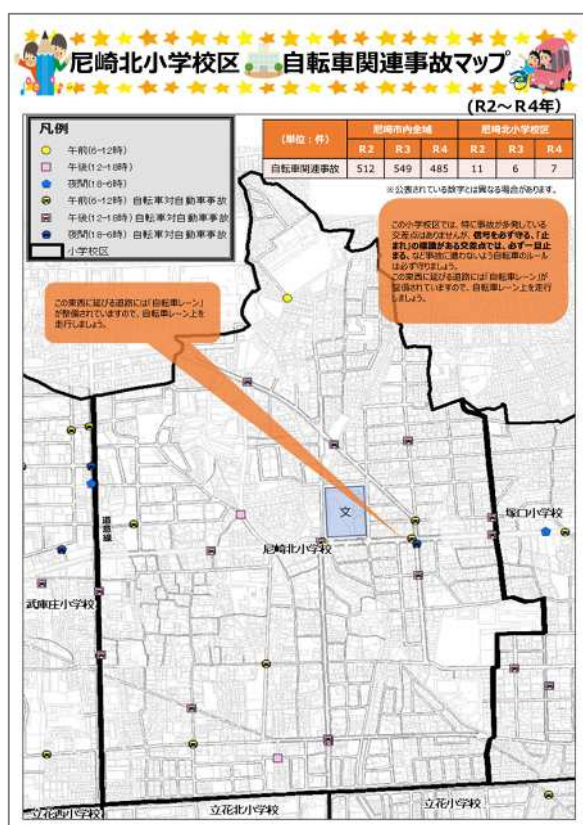 尼崎北小学校区 自転車関連事故マップ
(R2～R4年)
凡例
午前(6-12時)
午後(12-18時)
夜間(18-6時)
午前(6-12時) 自転車対自動車事故
午後(12-18時) 自転車対自動車事故
夜間(18-6時) 自転車対自動車事故
小学校区
(単位：件) 尼崎市内全域 尼崎北小学校区
R2 R3 R4 R2 R3 R4
自転車関連事故 512 549 485 11 6 7
※公表されている数字とは異なる場合があります。
この小学校区では、特に事故が多発している
交差点はありませんが、信号を必ず守る、「止
まれ」の標識がある交差点では、必ず一旦止
まる、など事故に遭わないよう自転車のルール
は必ず守りましょう。
この東西に延びる道路には「自転車レーン」が
整備されていますので、自転車レーン上を走行
しましょう。
この東西に延びる道路には「自転車レーン」
が整備されていますので、自転車レーン上を
走行しましょう。
道意線
文
尼崎北小学校
塚口小学校
武庫庄小学校
立花西小学校
立花北小学校
立花小学校